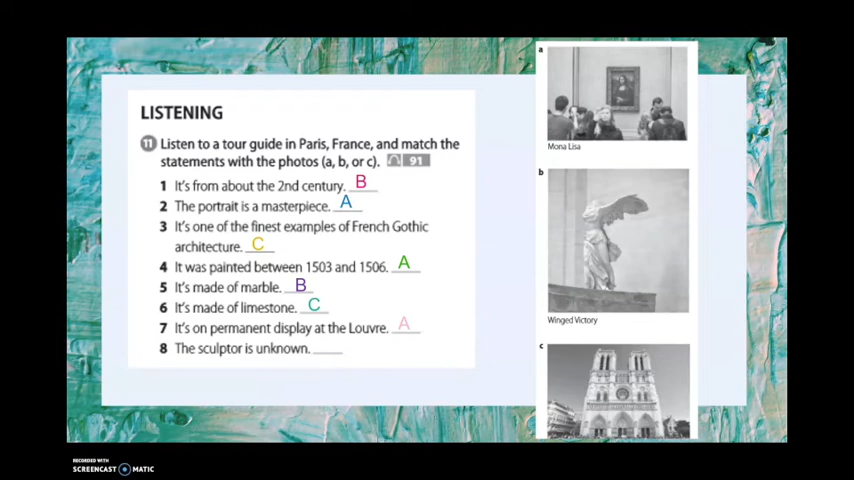 LISTENING
11 Listen to a tour guide in Paris, France, and match the
statements with the photos (a, b, or c). 91
1 It's from about the 2nd century. B
2 The portrait is a masterpiece. A
3 It's one of the finest examples of French Gothic
architecture. C
4 It was painted between 1503 and 1506. A
5 It's made of marble. B
6 It's made of limestone. C
7 It's on permanent display at the Louvre. A
8 The sculptor is unknown. ____
a
Mona Lisa
b
Winged Victory
c
RECORDED WITH
SCREENCAST MATIC